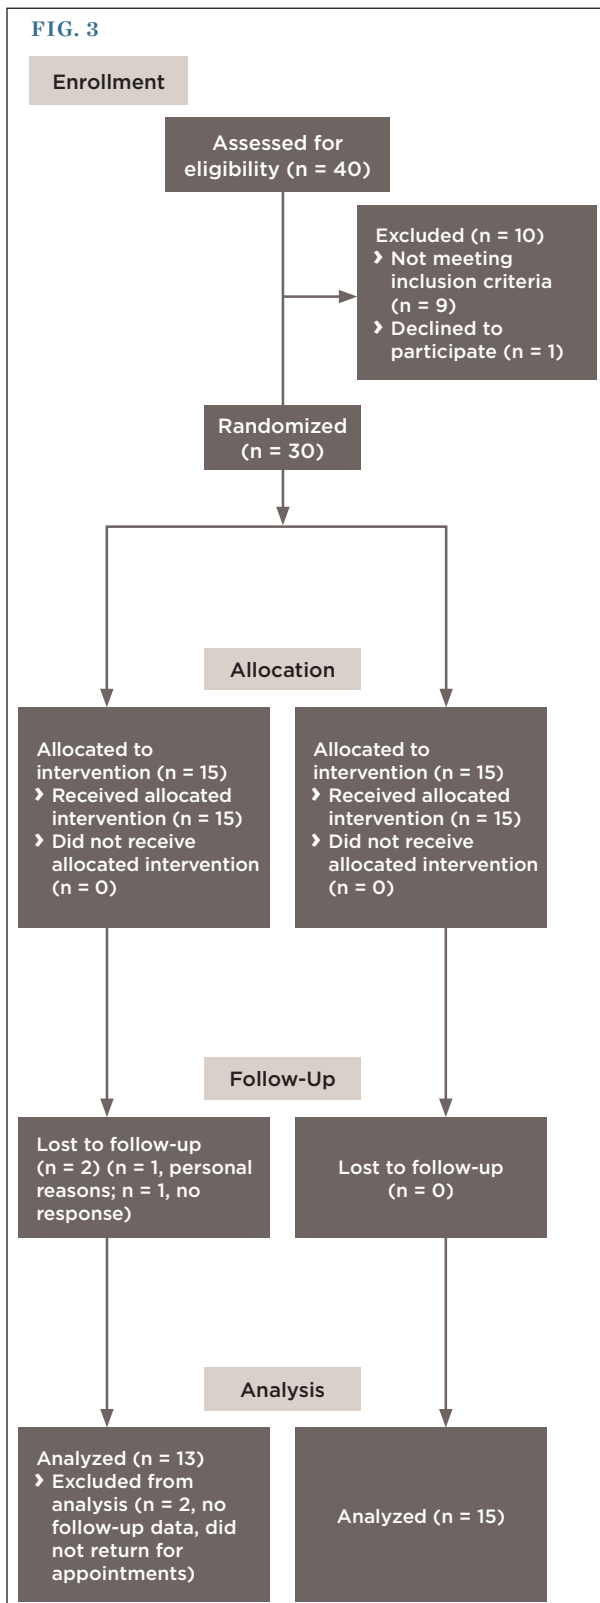 FIG. 3
Enrollment
Assessed for
eligibility (n = 40)
Excluded (n = 10)
› Not meeting
inclusion criteria
(n = 9)
› Declined to
participate (n = 1)
Randomized
(n = 30)
Allocation
Allocated to
intervention (n = 15)
› Received allocated
intervention (n = 15)
› Did not receive
allocated intervention
(n = 0)
Allocated to
intervention (n = 15)
› Received allocated
intervention (n = 15)
› Did not receive
allocated intervention
(n = 0)
Follow-Up
Lost to follow-up
(n = 2) (n = 1, personal
reasons; n = 1, no
response)
Lost to follow-up
(n = 0)
Analysis
Analyzed (n = 13)
› Excluded from
analysis (n = 2, no
follow-up data, did
not return for
appointments)
Analyzed (n = 15)